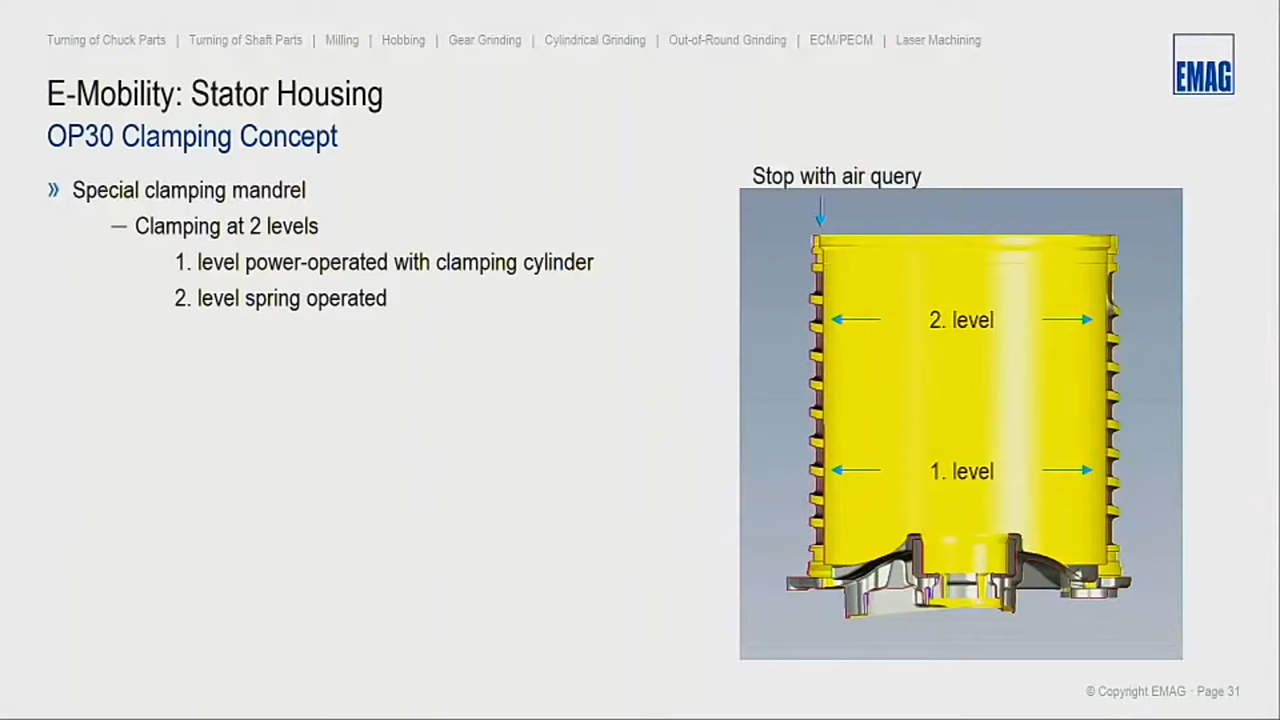 Turning of Chuck Parts | Turning of Shaft Parts | Milling | Hobbing | Gear Grinding | Cylindrical Grinding | Out-of-Round Grinding | ECM/PECM | Laser Machining
EMAG
E-Mobility: Stator Housing
OP30 Clamping Concept
» Special clamping mandrel
— Clamping at 2 levels
1. level power-operated with clamping cylinder
2. level spring operated
Stop with air query
2. level
1. level
© Copyright EMAG · Page 31